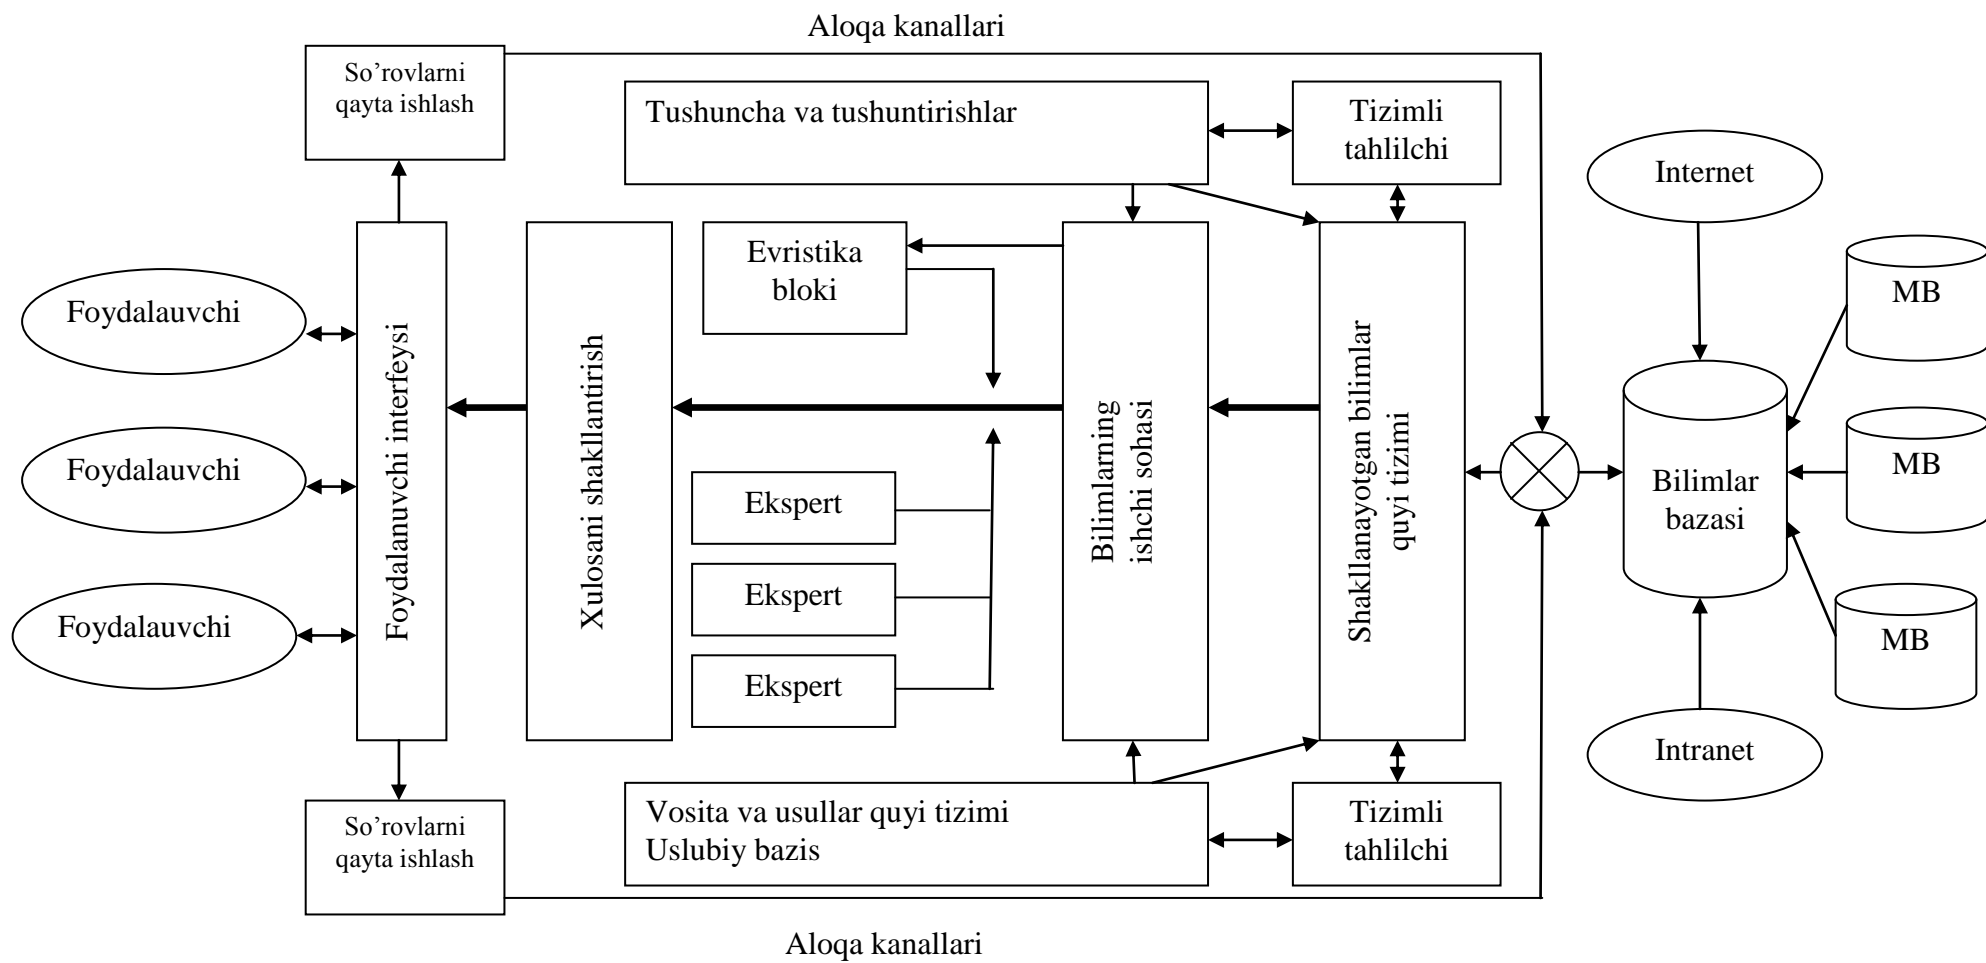 Aloqa kanallari
So’rovlarni
qayta ishlash
Tushuncha va tushuntirishlar
Tizimli
tahlilchi
Internet
Evristika
bloki
MB
Foydalauvchi
Foydalanuvchi interfeysi
Xulosani shakllantirish
Bilimlarning
ishchi sohasi
Shakllanayotgan bilimlar
quyi tizimi
Foydalauvchi
MB
Bilimlar
bazasi
Ekspert
Ekspert
Foydalauvchi
MB
Ekspert
Intranet
So’rovlarni
qayta ishlash
Vosita va usullar quyi tizimi
Uslubiy bazis
Tizimli
tahlilchi
Aloqa kanallari